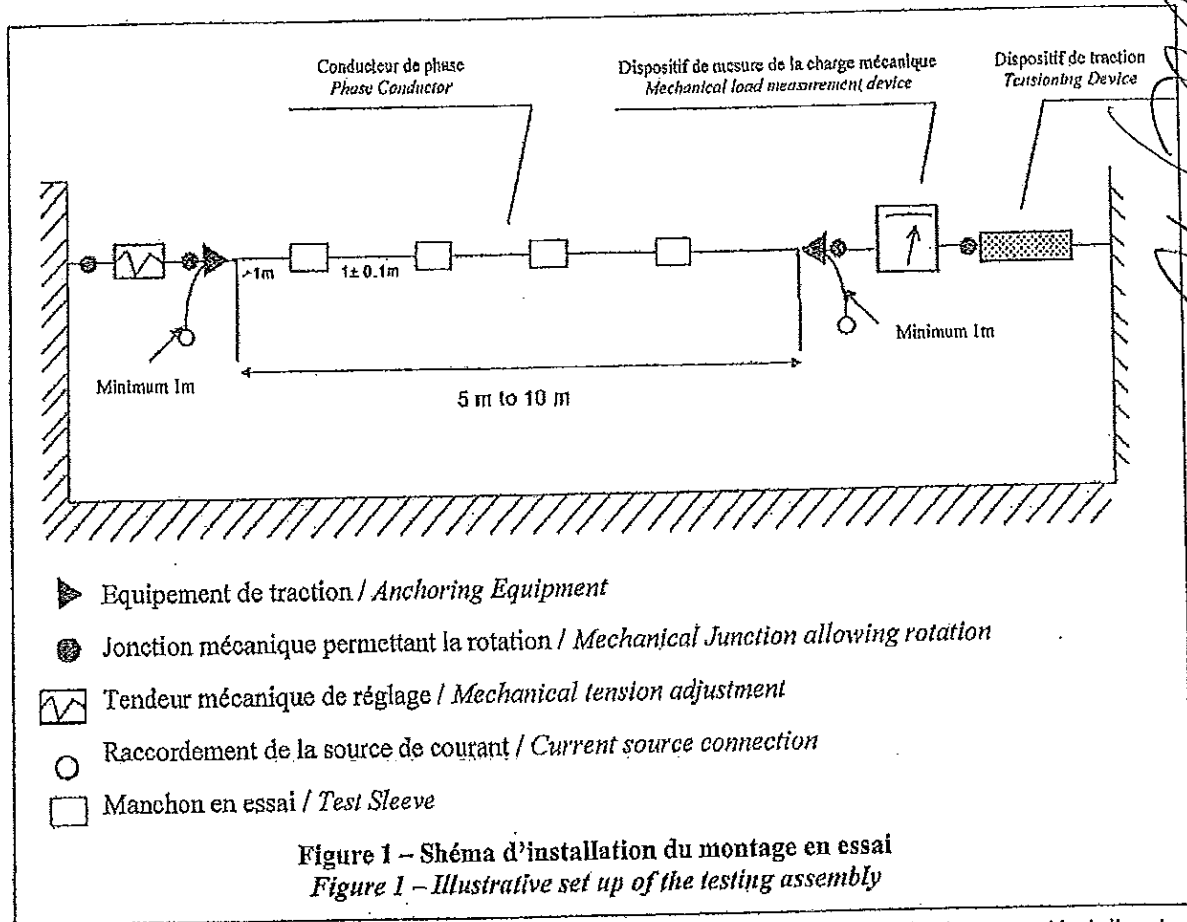 Conducteur de phase
Phase Conductor
Dispositif de mesure de la charge mécanique
Mechanical load measurement device
Dispositif de traction
Tensioning Device
1m
1± 0.1m
Minimum 1m
Minimum 1m
5 m to 10 m
Equipement de traction / Anchoring Equipment
Jonction mécanique permettant la rotation / Mechanical Junction allowing rotation
Tendeur mécanique de réglage / Mechanical tension adjustment
Raccordement de la source de courant / Current source connection
Manchon en essai / Test Sleeve
Figure 1 – Shéma d'installation du montage en essai
Figure 1 – Illustrative set up of the testing assembly